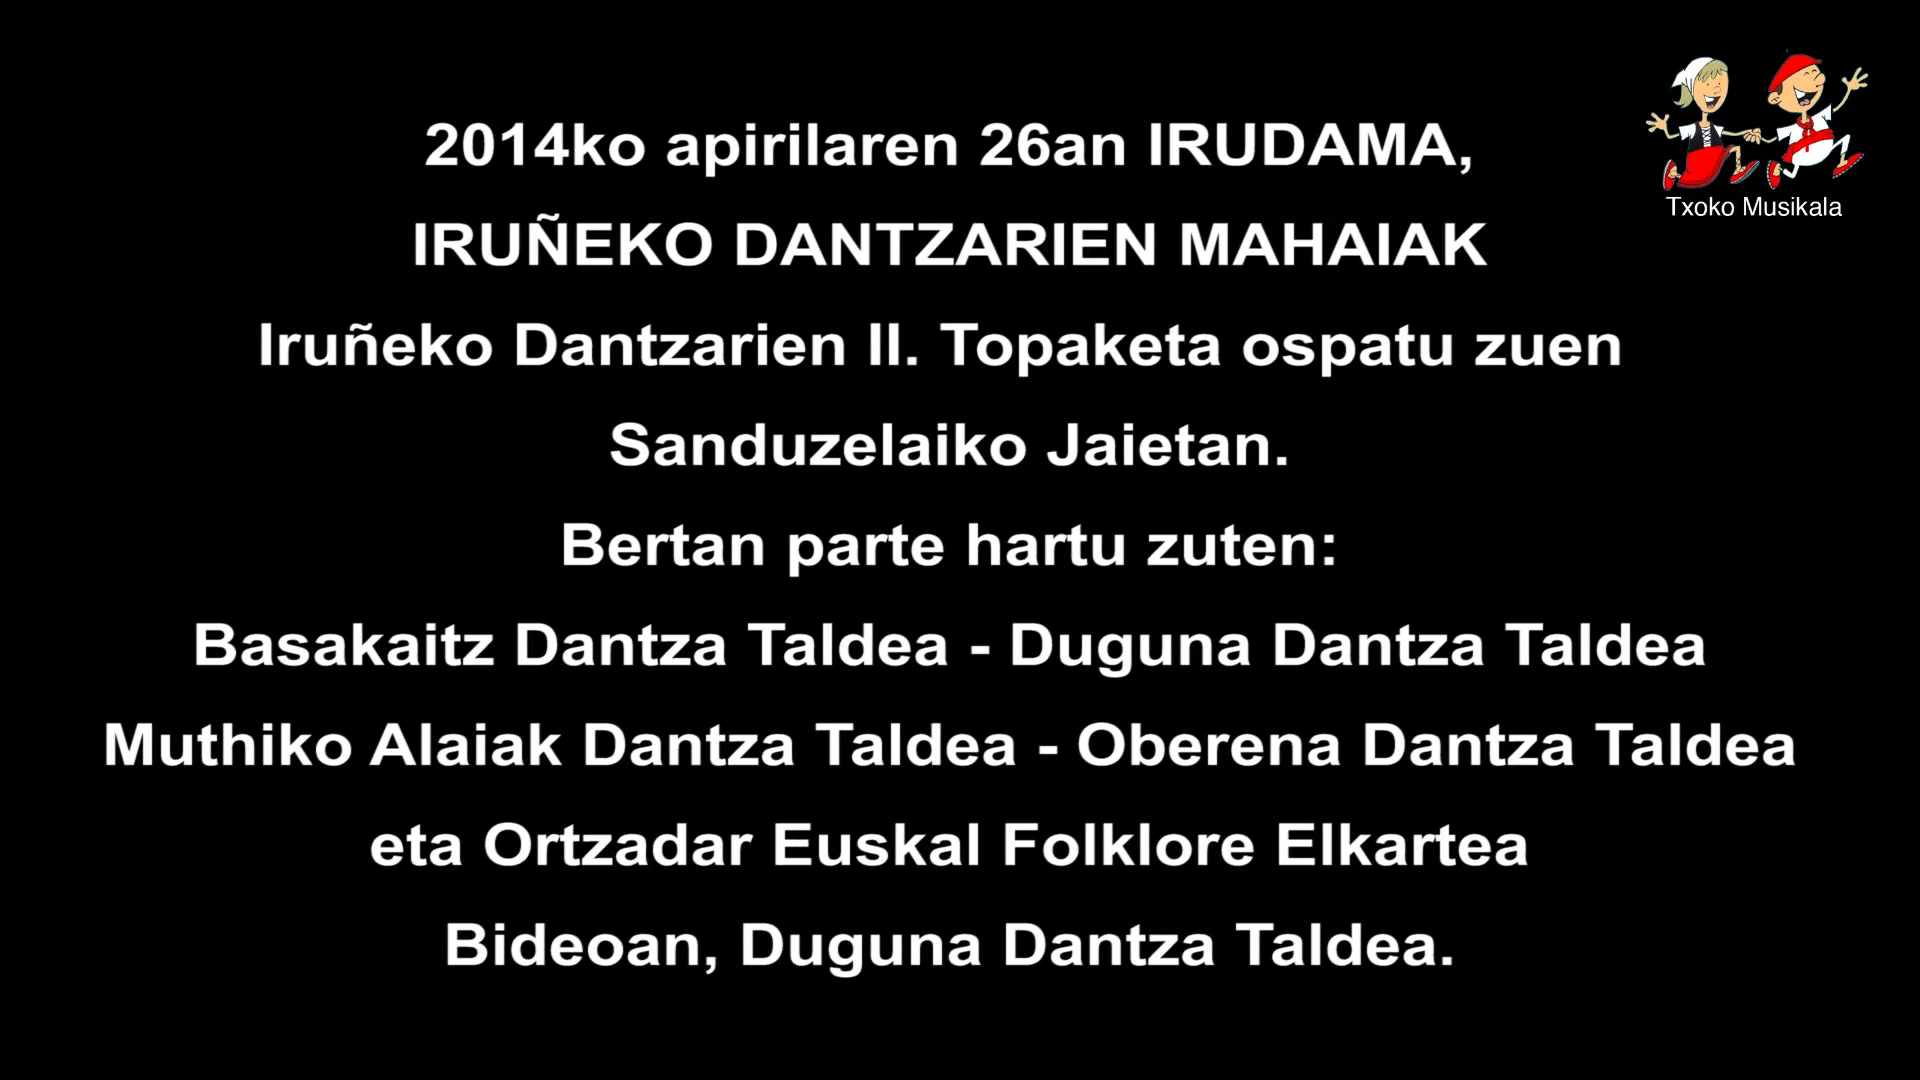 2014ko apirilaren 26an IRUDAMA,
IRUÑEKO DANTZARIEN MAHAIAK
Iruñeko Dantzarien II. Topaketa ospatu zuen
Sanduzelaiko Jaietan.
Bertan parte hartu zuten:
Basakaitz Dantza Taldea - Duguna Dantza Taldea
Muthiko Alaiak Dantza Taldea - Oberena Dantza Taldea
eta Ortzadar Euskal Folklore Elkartea
Bideoan, Duguna Dantza Taldea.
Txoko Musikala